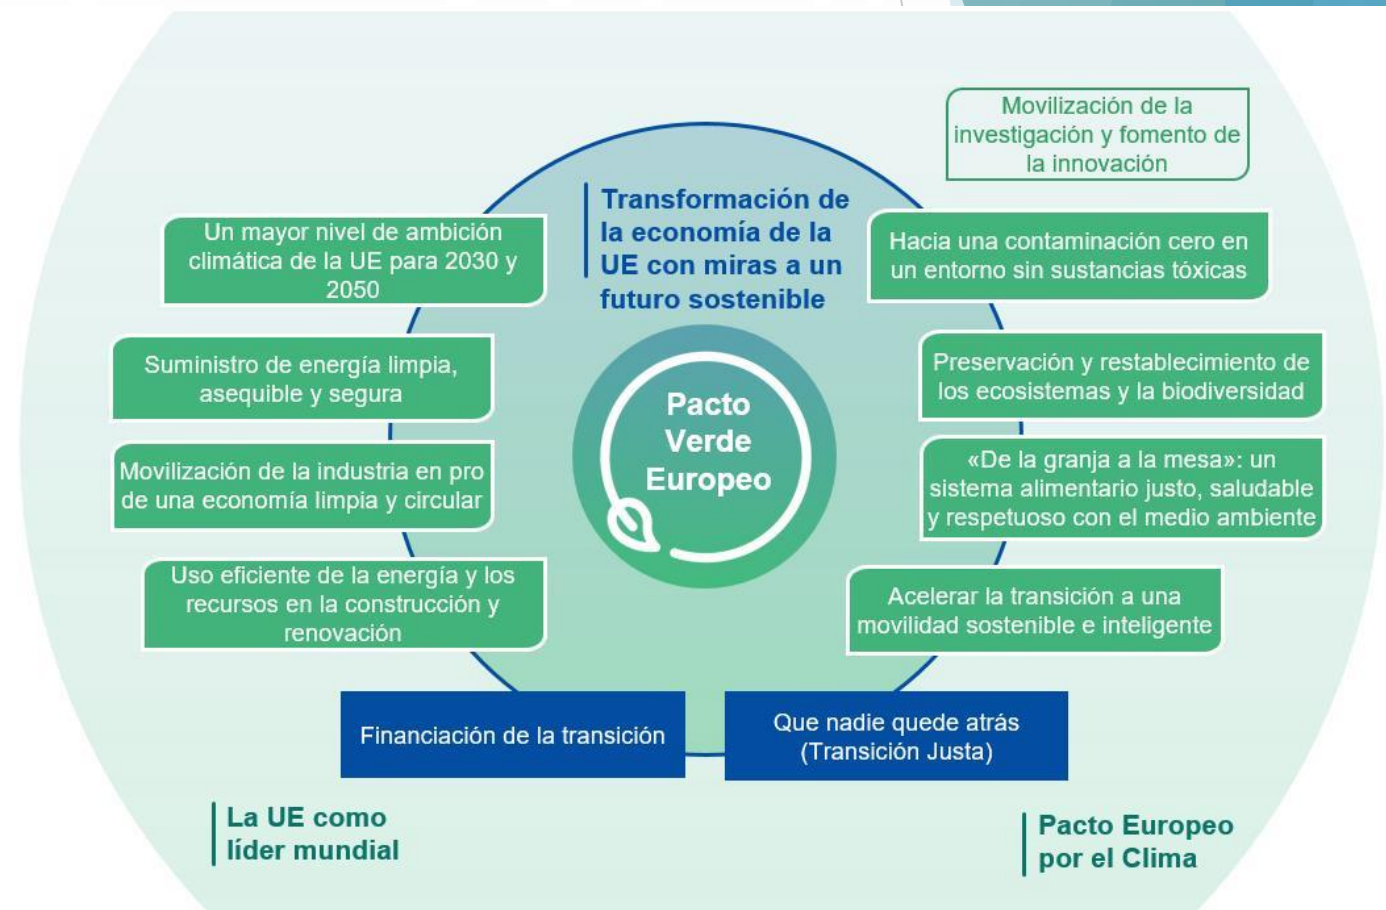 Movilización de la
investigación y fomento de
la innovación
Transformación de
la economía de la
UE con miras a un
futuro sostenible
Un mayor nivel de ambición
climática de la UE para 2030 y
2050
Hacia una contaminación cero en
un entorno sin sustancias tóxicas
Suministro de energía limpia,
asequible y segura
Preservación y restablecimiento de
los ecosistemas y la biodiversidad
Pacto
Verde
Europeo
Movilización de la industria en pro
de una economía limpia y circular
«De la granja a la mesa»: un
sistema alimentario justo, saludable
y respetuoso con el medio ambiente
Uso eficiente de la energía y los
recursos en la construcción y
renovación
Acelerar la transición a una
movilidad sostenible e inteligente
Financiación de la transición
Que nadie quede atrás
(Transición Justa)
La UE como
líder mundial
Pacto Europeo
por el Clima